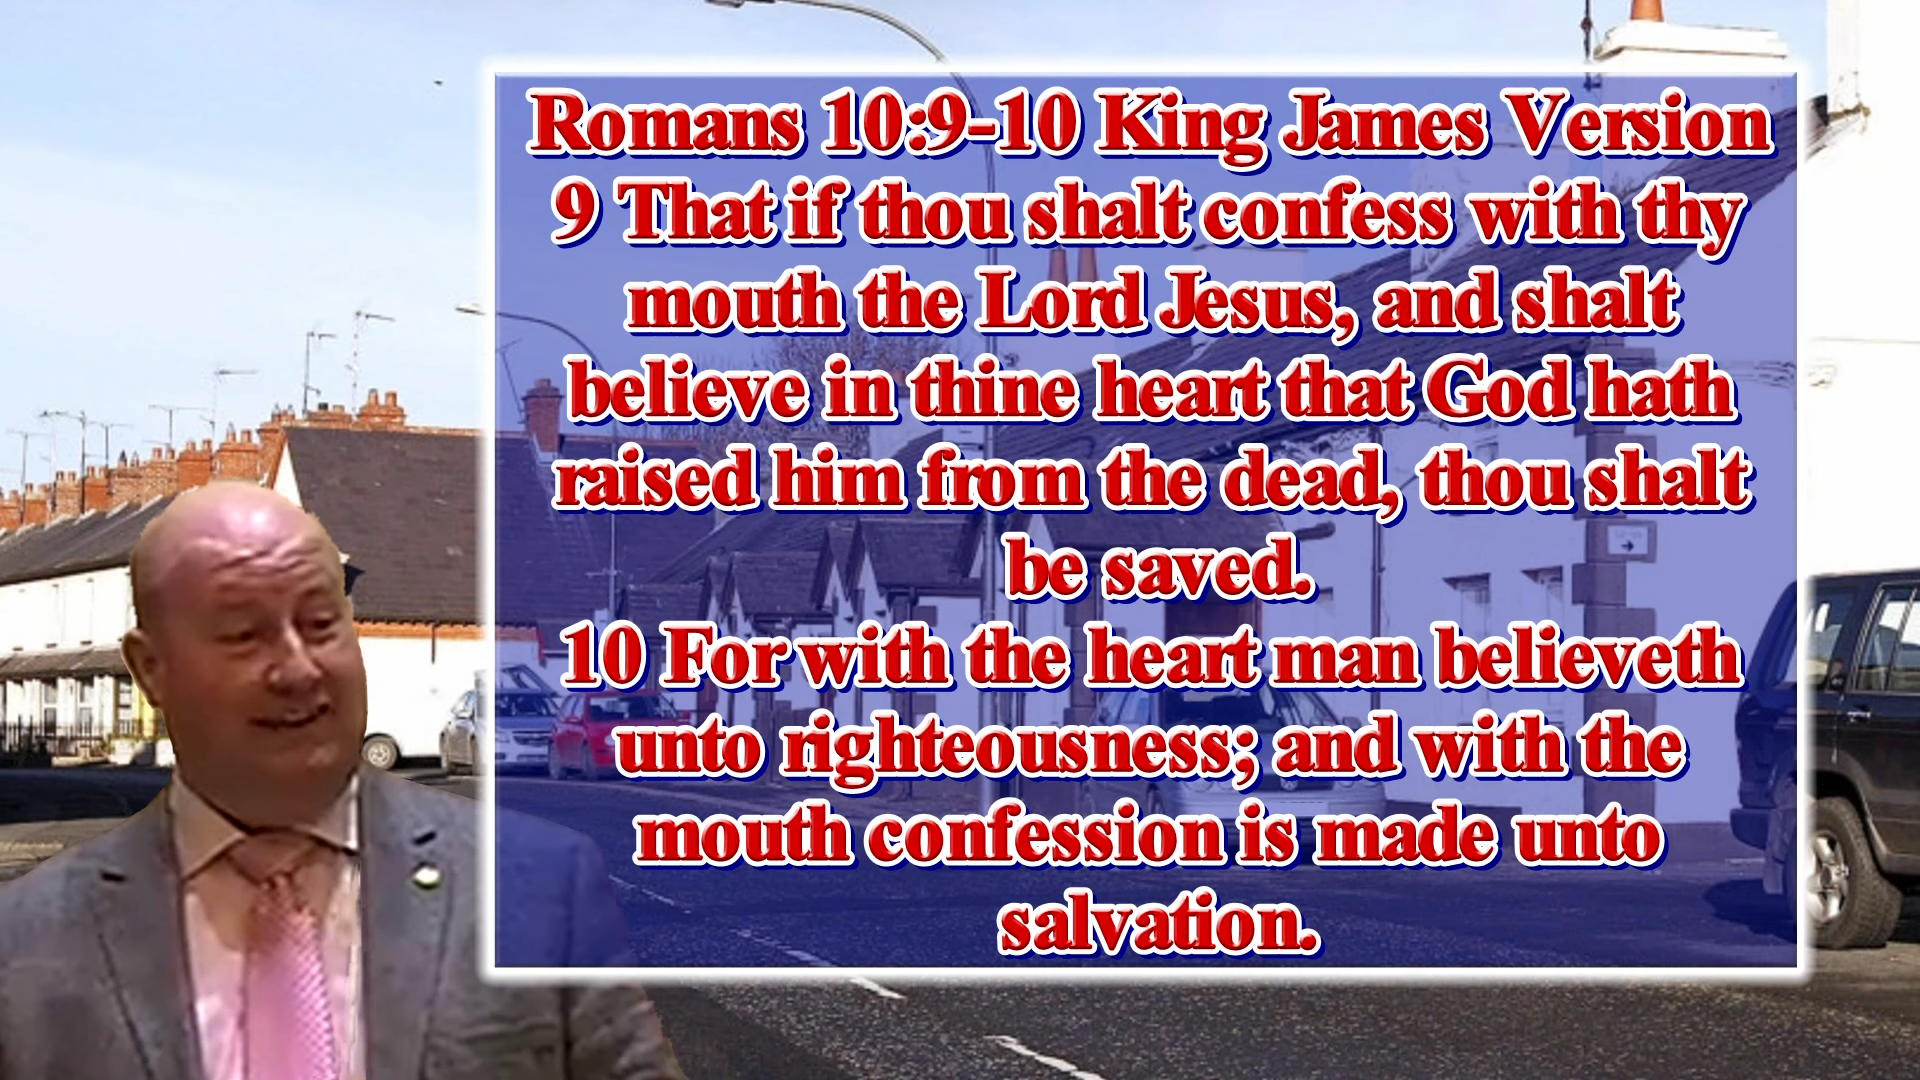 Romans 10:9-10 King James Version
9 That if thou shalt confess with thy
mouth the Lord Jesus, and shalt
believe in thine heart that God hath
raised him from the dead, thou shalt
be saved.
10 For with the heart man believeth
unto righteousness; and with the
mouth confession is made unto
salvation.